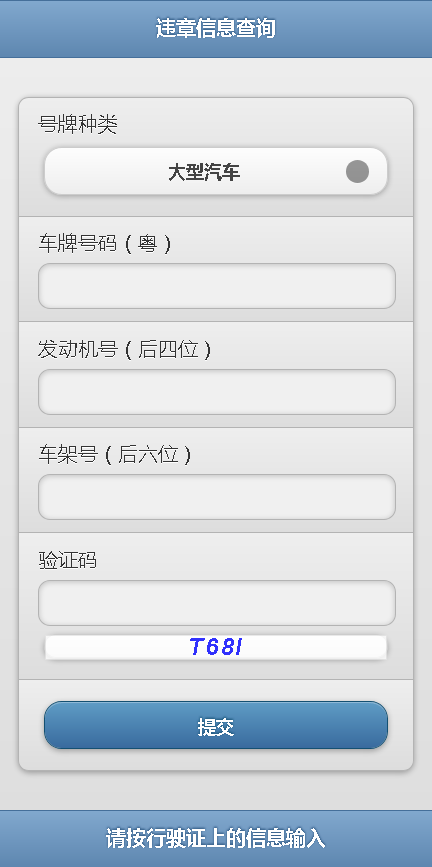 违章信息查询
号牌种类
大型汽车
车牌号码（粤）
发动机号（后四位）
车架号（后六位）
验证码
T68I
提交
请按行驶证上的信息输入